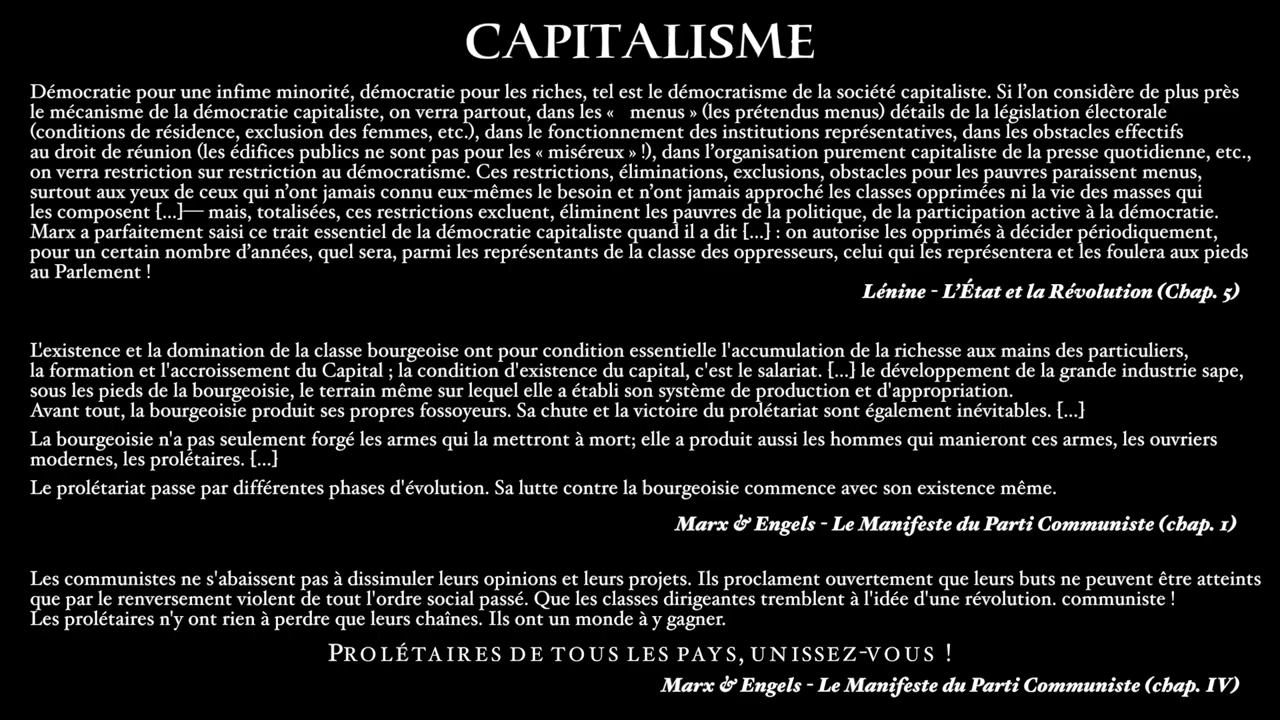 CAPITALISME
Démocratie pour une infime minorité, démocratie pour les riches, tel est le démocratisme de la société capitaliste. Si l’on considère de plus près
le mécanisme de la démocratie capitaliste, on verra partout, dans les « menus » (les prétendus menus) détails de la législation électorale
(conditions de résidence, exclusion des femmes, etc.), dans le fonctionnement des institutions représentatives, dans les obstacles effectifs
au droit de réunion (les édifices publics ne sont pas pour les « miséreux » !), dans l’organisation purement capitaliste de la presse quotidienne, etc.,
on verra restriction sur restriction au démocratisme. Ces restrictions, éliminations, exclusions, obstacles pour les pauvres paraissent menus,
surtout aux yeux de ceux qui n’ont jamais connu eux-mêmes le besoin et n’ont jamais approché les classes opprimées ni la vie des masses qui
les composent [...]— mais, totalisées, ces restrictions excluent, éliminent les pauvres de la politique, de la participation active à la démocratie.
Marx a parfaitement saisi ce trait essentiel de la démocratie capitaliste quand il a dit [...] : on autorise les opprimés à décider périodiquement,
pour un certain nombre d’années, quel sera, parmi les représentants de la classe des oppresseurs, celui qui les représentera et les foulera aux pieds
au Parlement !
Lénine - L’État et la Révolution (Chap. 5)
L'existence et la domination de la classe bourgeoise ont pour condition essentielle l'accumulation de la richesse aux mains des particuliers,
la formation et l'accroissement du Capital ; la condition d'existence du capital, c'est le salariat. [...] le développement de la grande industrie sape,
sous les pieds de la bourgeoisie, le terrain même sur lequel elle a établi son système de production et d'appropriation.
Avant tout, la bourgeoisie produit ses propres fossoyeurs. Sa chute et la victoire du prolétariat sont également inévitables. [...]
La bourgeoisie n'a pas seulement forgé les armes qui la mettront à mort; elle a produit aussi les hommes qui manieront ces armes, les ouvriers
modernes, les prolétaires. [...]
Le prolétariat passe par différentes phases d'évolution. Sa lutte contre la bourgeoisie commence avec son existence même.
Marx & Engels - Le Manifeste du Parti Communiste (chap. 1)
Les communistes ne s'abaissent pas à dissimuler leurs opinions et leurs projets. Ils proclament ouvertement que leurs buts ne peuvent être atteints
que par le renversement violent de tout l'ordre social passé. Que les classes dirigeantes tremblent à l'idée d'une révolution. communiste !
Les prolétaires n'y ont rien à perdre que leurs chaînes. Ils ont un monde à y gagner.
PROLÉTAIRES DE TOUS LES PAYS, UNISSEZ-VOUS !
Marx & Engels - Le Manifeste du Parti Communiste (chap. IV)